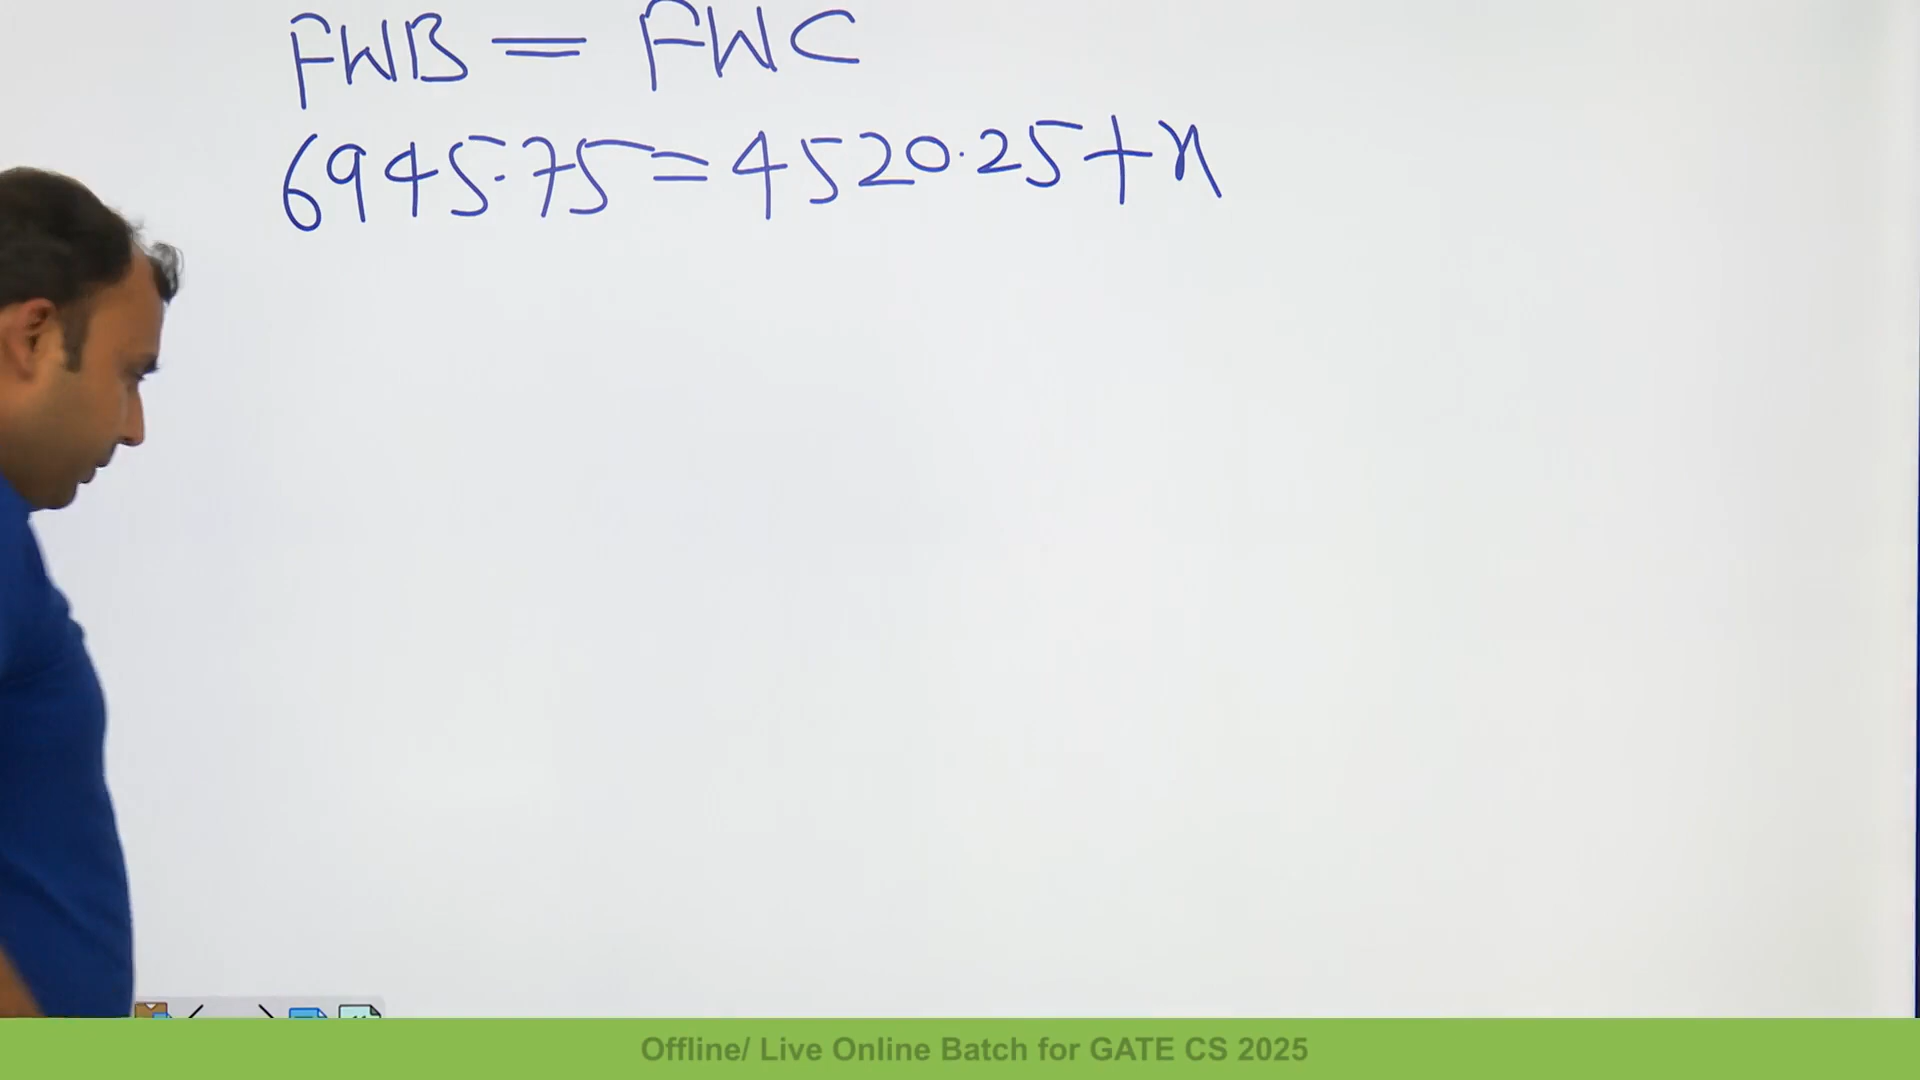 FWB = FWC
6945.75 = 4520.25 + x
Offline/ Live Online Batch for GATE CS 2025